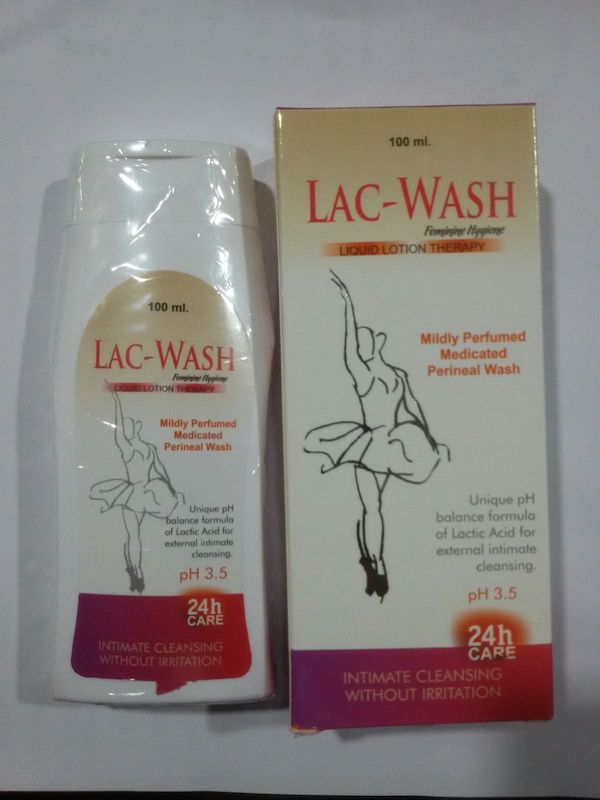 100 ml.
LAC-WASH
Feminine Hygiene
LIQUID LOTION THERAPY
Mildly Perfumed
Medicated
Perineal Wash
Unique pH
balance formula
of Lactic Acid for
external intimate
cleansing.
pH 3.5
24h
CARE
INTIMATE CLEANSING
WITHOUT IRRITATION
100 ml.
LAC-WASH
Feminine Hygiene
LIQUID LOTION THERAPY
Mildly Perfumed
Medicated
Perineal Wash
Unique pH
balance formula
of Lactic Acid for
external intimate
cleansing.
pH 3.5
24h
CARE
INTIMATE CLEANSING
WITHOUT IRRITATION